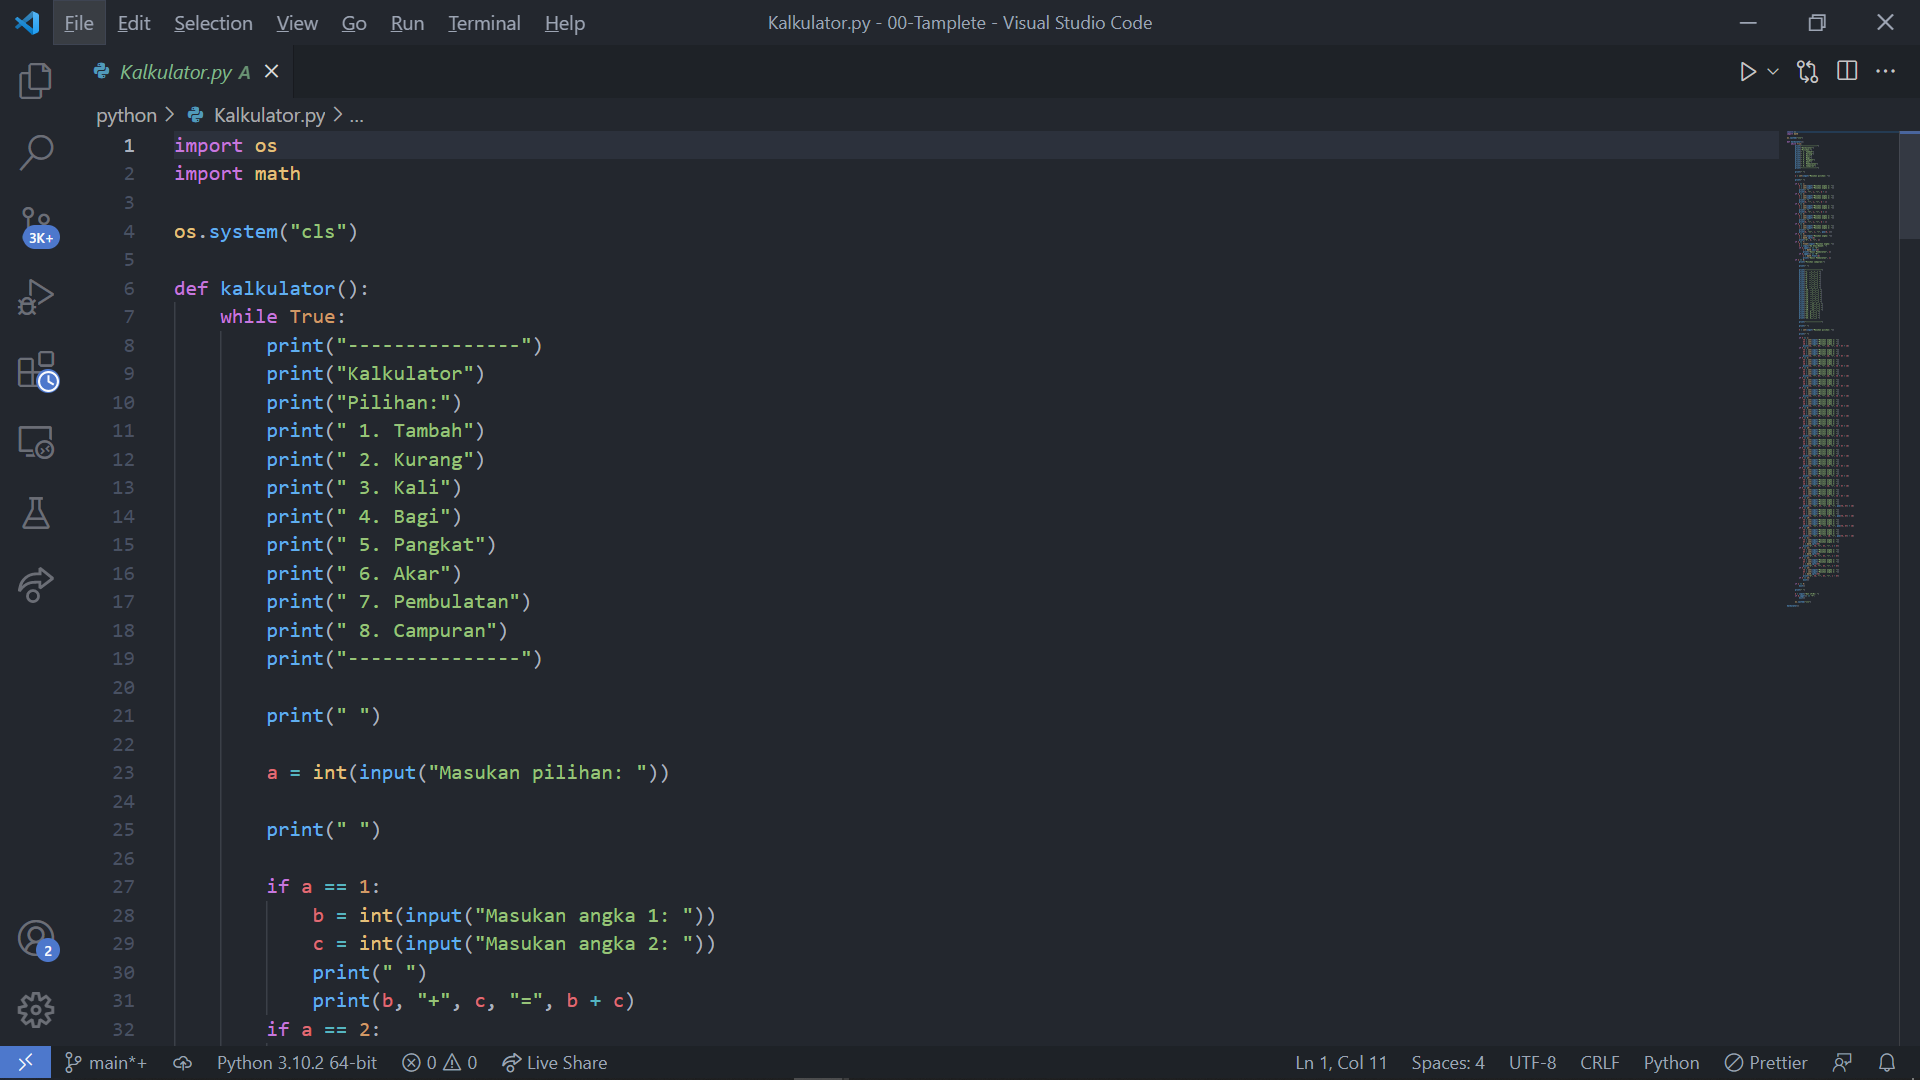 File Edit Selection View Go Run Terminal Help Kalkulator.py - 00-Tamplete - Visual Studio Code
Kalkulator.py A
python > Kalkulator.py > ...
1 import os
2 import math
3
4 os.system("cls")
5
6 def kalkulator():
7     while True:
8         print("---------------")
9         print("Kalkulator")
10         print("Pilihan:")
11         print(" 1. Tambah")
12         print(" 2. Kurang")
13         print(" 3. Kali")
14         print(" 4. Bagi")
15         print(" 5. Pangkat")
16         print(" 6. Akar")
17         print(" 7. Pembulatan")
18         print(" 8. Campuran")
19         print("---------------")
20
21         print(" ")
22
23         a = int(input("Masukan pilihan: "))
24
25         print(" ")
26
27         if a == 1:
28             b = int(input("Masukan angka 1: "))
29             c = int(input("Masukan angka 2: "))
30             print(" ")
31             print(b, "+", c, "=", b + c)
32         if a == 2:
3K+
2
main*+ Python 3.10.2 64-bit 0 0 Live Share Ln 1, Col 11 Spaces: 4 UTF-8 CRLF Python Prettier